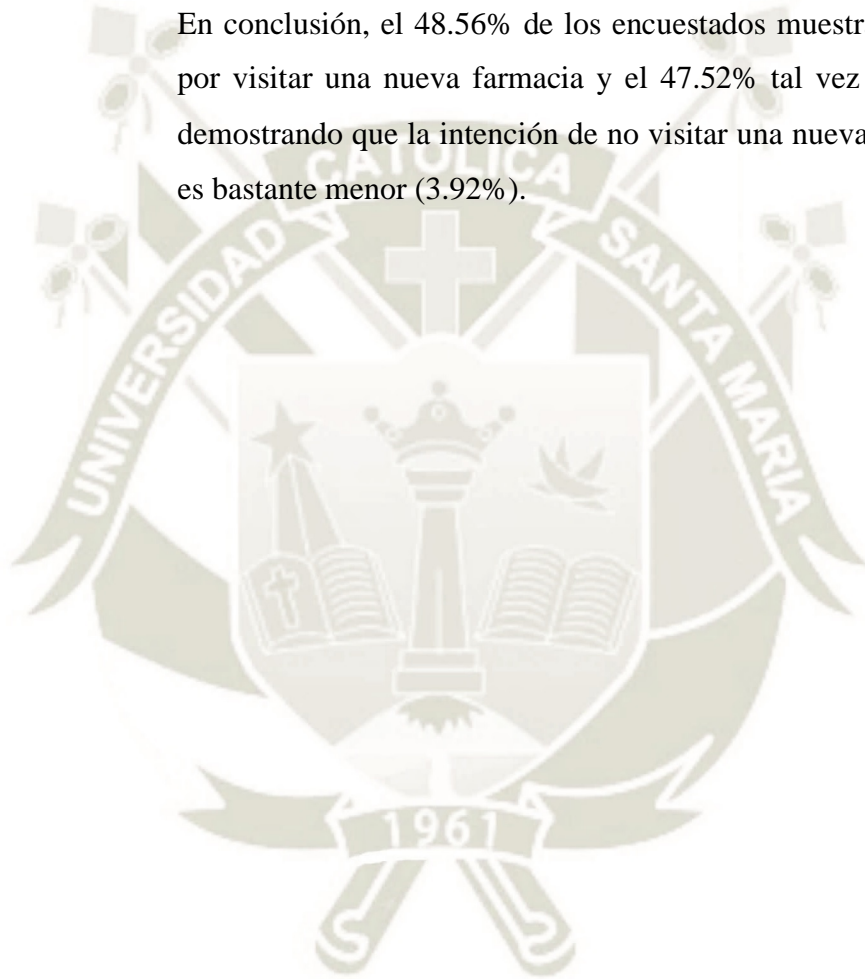 En conclusión, el 48.56% de los encuestados muestr
por visitar una nueva farmacia y el 47.52% tal vez
demostrando que la intención de no visitar una nueva
es bastante menor (3.92%).
CATOLICA
UNIVERSIDAD
SANTA MARIA
1961